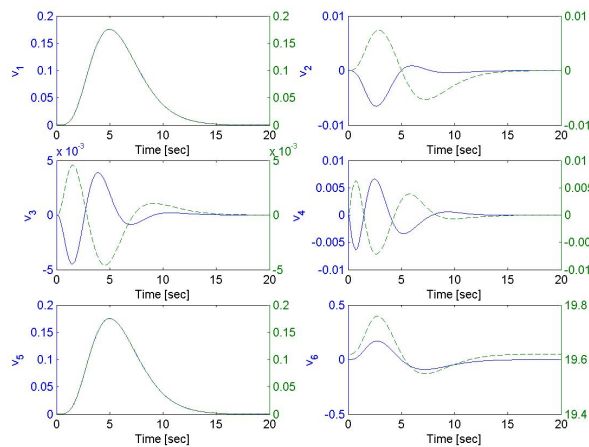 0.2 0.2 0.01 0.01
0.15 0.15
v1 0.1 0.1 v2 0 0
0.05 0.05
0 0 -0.01 -0.01
0 5 10 15 20 0 5 10 15 20
Time [sec] Time [sec]
x 10-3 x 10-3
5 5 0.01 0.01
0.005 0.005
v3 0 0 v4 0 0
-0.005 -0.00
-5 -5 -0.01 -0.01
0 5 10 15 20 0 5 10 15 20
Time [sec] Time [sec]
0.2 0.2 0.5 19.8
0.15 0.15
v5 0.1 0.1 v6 0 19.6
0.05 0.05
0 0 -0.5 19.4
0 5 10 15 20 0 5 10 15 20
Time [sec] Time [sec]